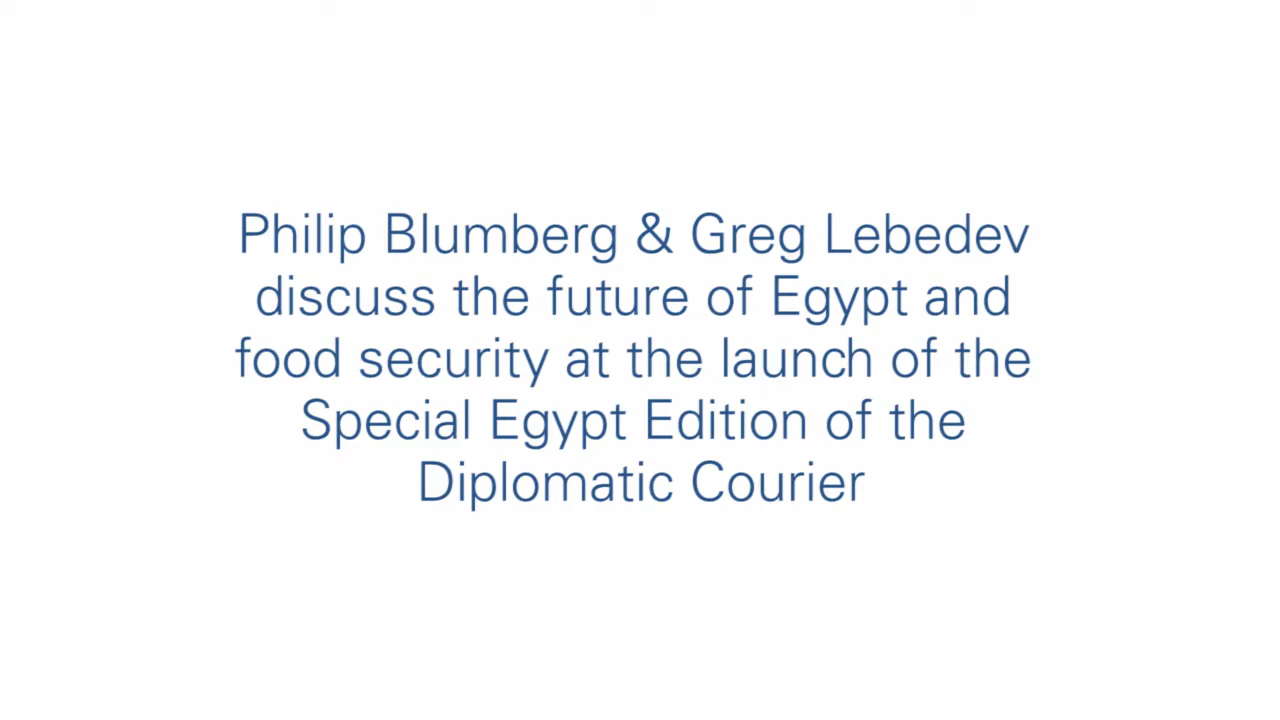 Philip Blumberg & Greg Lebedev
discuss the future of Egypt and
food security at the launch of the
Special Egypt Edition of the
Diplomatic Courier